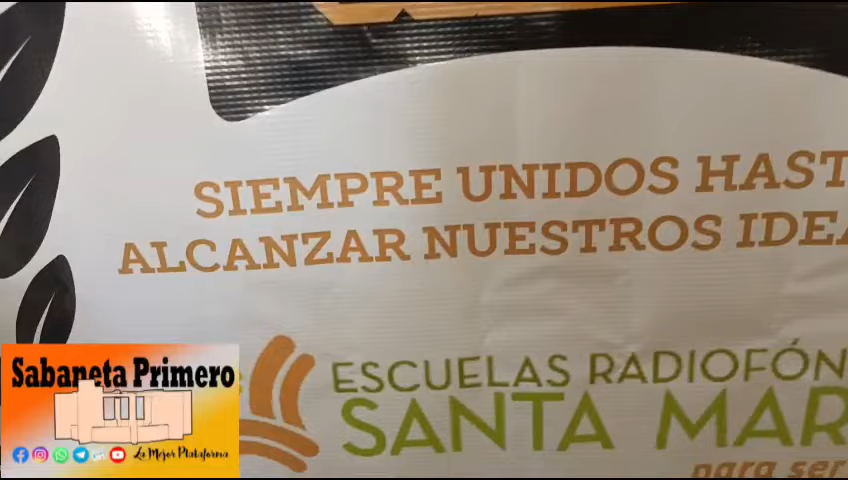 SIEMPRE UNIDOS HAST
ALCANZAR NUESTROS IDEA
ESCUELAS RADIOFÓN
SANTA MAR
para ser
Sabaneta Primero
La Mejor Plataforma